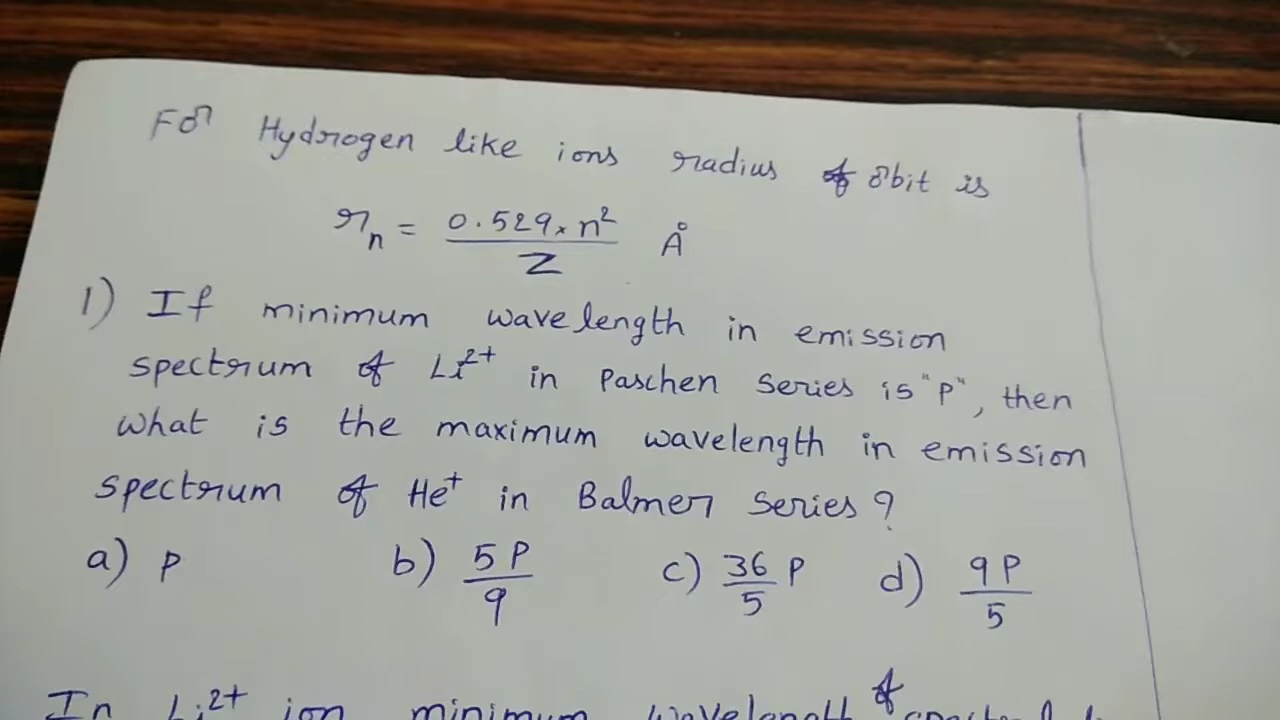 For Hydrogen like ions radius of orbit is
rn = 0.529 × n² / Z Å
1) If minimum wavelength in emission
spectrum of Li²⁺ in Paschen series is "P", then
what is the maximum wavelength in emission
spectrum of He⁺ in Balmer series ?
a) P b) 5P/9 c) 36/5 P d) 9P/5
In Li²⁺ ion minimum wavelength of